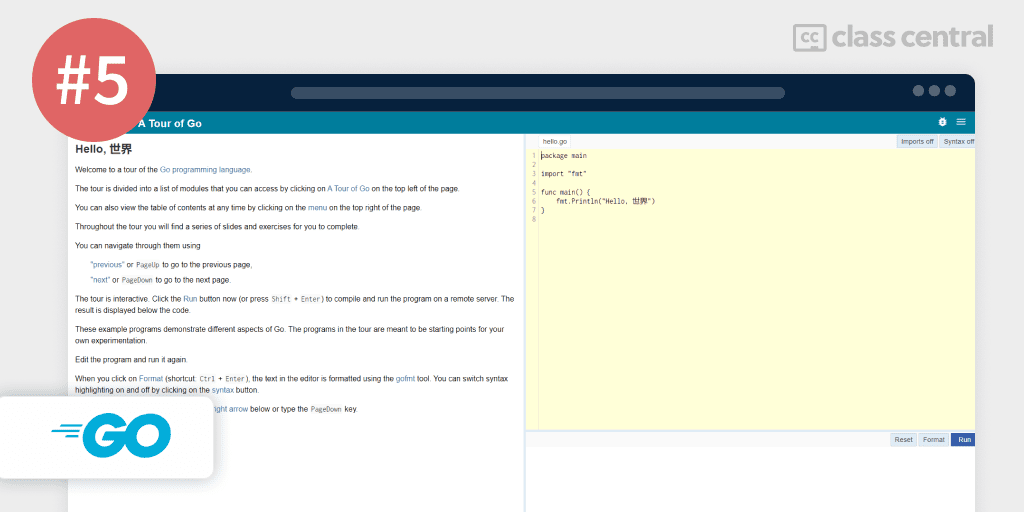 #5
class central
A Tour of Go
Hello, 世界
Welcome to a tour of the Go programming language.
The tour is divided into a list of modules that you can access by clicking on A Tour of Go on the top left of the page.
You can also view the table of contents at any time by clicking on the menu on the top right of the page.
Throughout the tour you will find a series of slides and exercises for you to complete.
You can navigate through them using
"previous" or PageUp to go to the previous page,
"next" or PageDown to go to the next page.
The tour is interactive. Click the Run button now (or press Shift + Enter) to compile and run the program on a remote server. The
result is displayed below the code.
These example programs demonstrate different aspects of Go. The programs in the tour are meant to be starting points for your
own experimentation.
Edit the program and run it again.
When you click on Format (shortcut: Ctrl + Enter), the text in the editor is formatted using the gofmt tool. You can switch syntax
highlighting on and off by clicking on the syntax button.
arrow below or type the PageDown key.
GO
hello.go
Imports off
Syntax off
1 package main
2
3 import "fmt"
4
5 func main() {
6 fmt.Println("Hello, 世界")
7 }
8
Reset
Format
Run